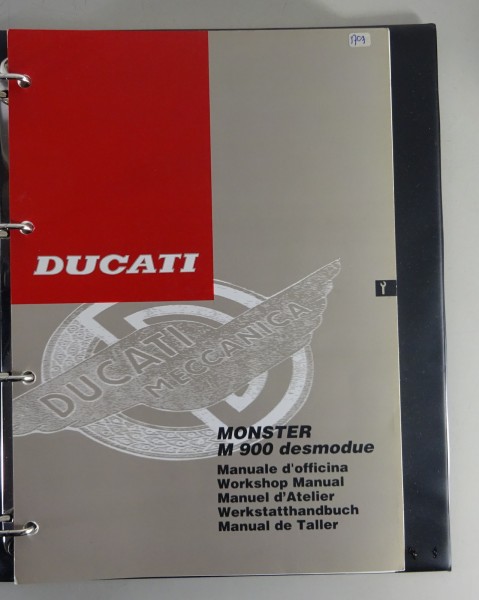 1709
DUCATI
DUCATI
MECCANICA
MONSTER
M 900 desmodue
Manuale d'officina
Workshop Manual
Manuel d'Atelier
Werkstatthandbuch
Manual de Taller